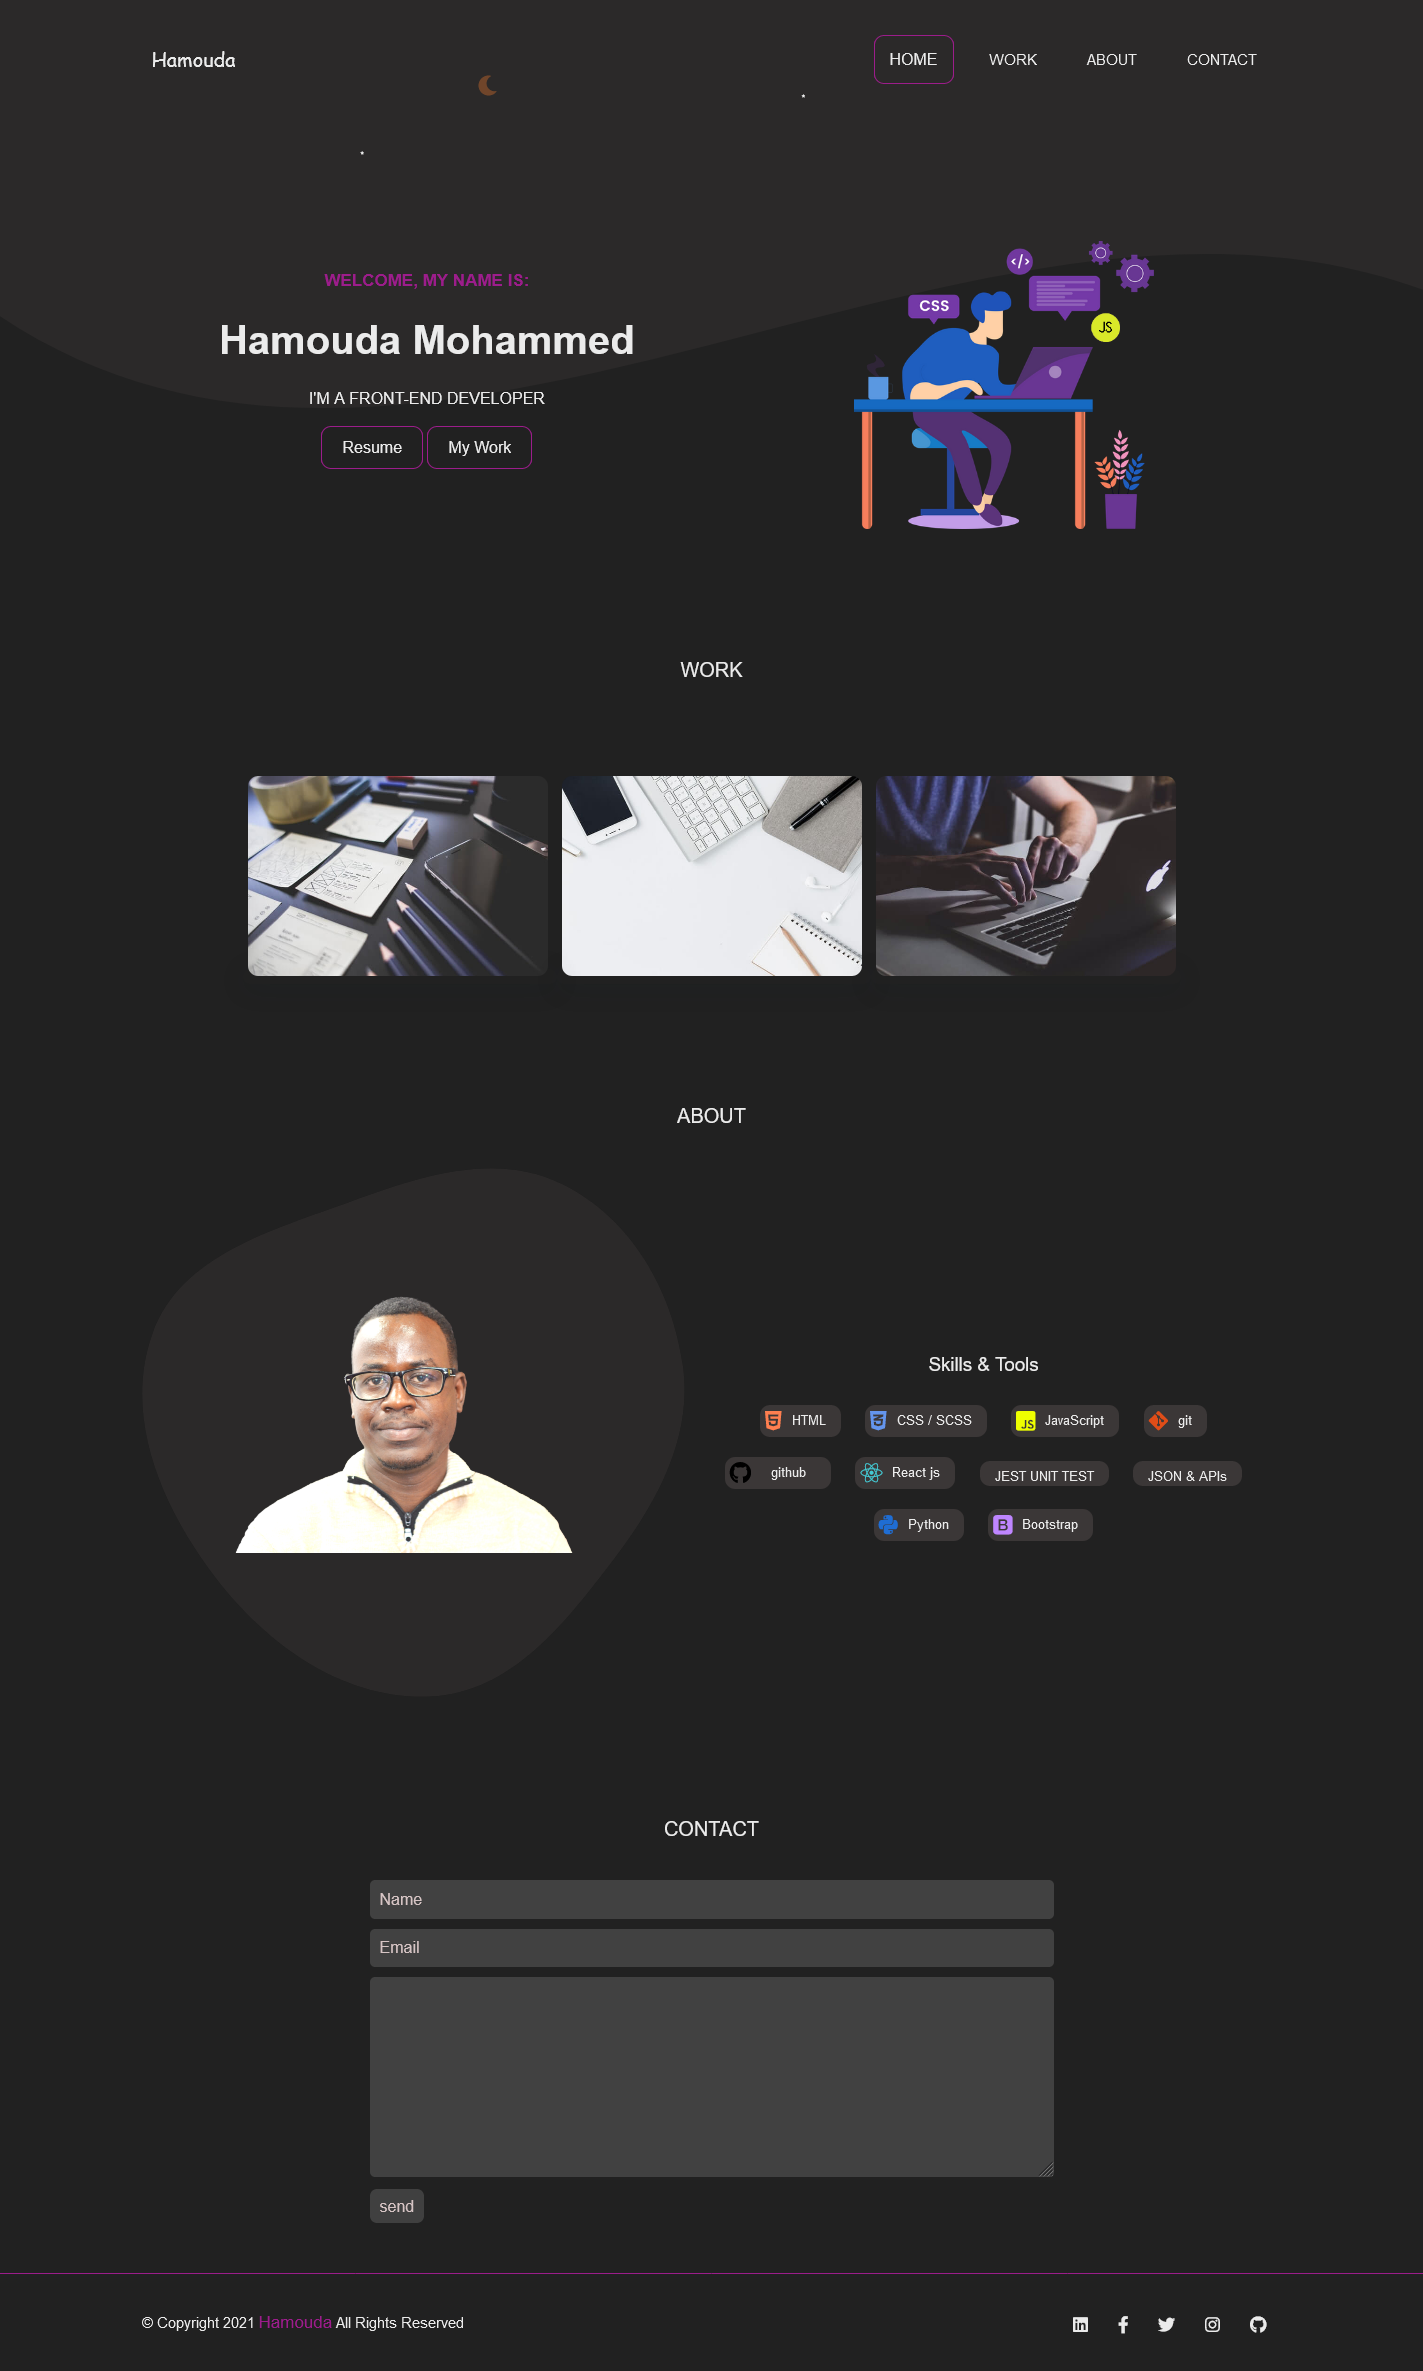 Hamouda
HOME WORK ABOUT CONTACT
WELCOME, MY NAME IS:
Hamouda Mohammed
I'M A FRONT-END DEVELOPER
Resume My Work
</>
CSS
JS
WORK
ABOUT
Skills & Tools
HTML CSS / SCSS JS JavaScript git
github React js JEST UNIT TEST JSON & APIs
Python B Bootstrap
CONTACT
Name
Email
send
© Copyright 2021 Hamouda All Rights Reserved